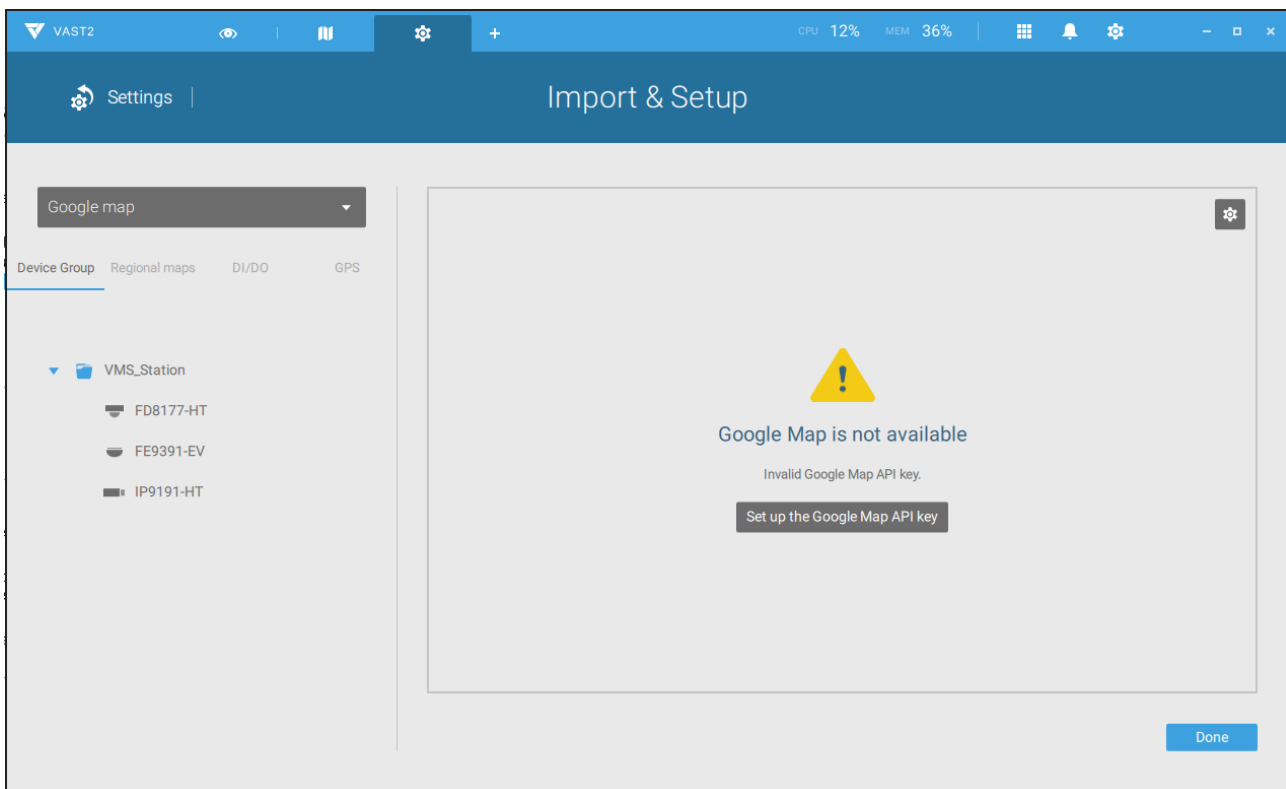 VAST2
CPU 12% MEM 36%
Settings
Import & Setup
Google map
Device Group Regional maps DI/DO GPS
VMS_Station
FD8177-HT
FE9391-EV
IP9191-HT
Google Map is not available
Invalid Google Map API key.
Set up the Google Map API key
Done